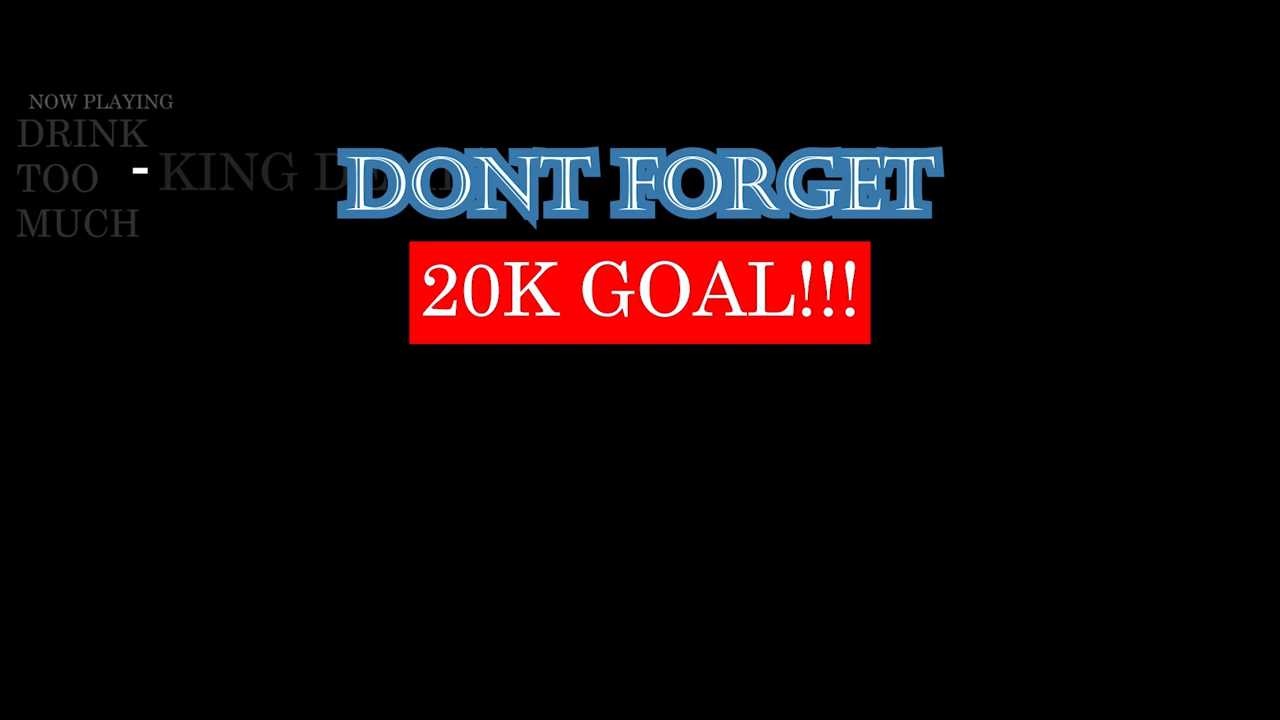 NOW PLAYING
DRINK
TOO
MUCH
- KING
DONT FORGET
20K GOAL!!!